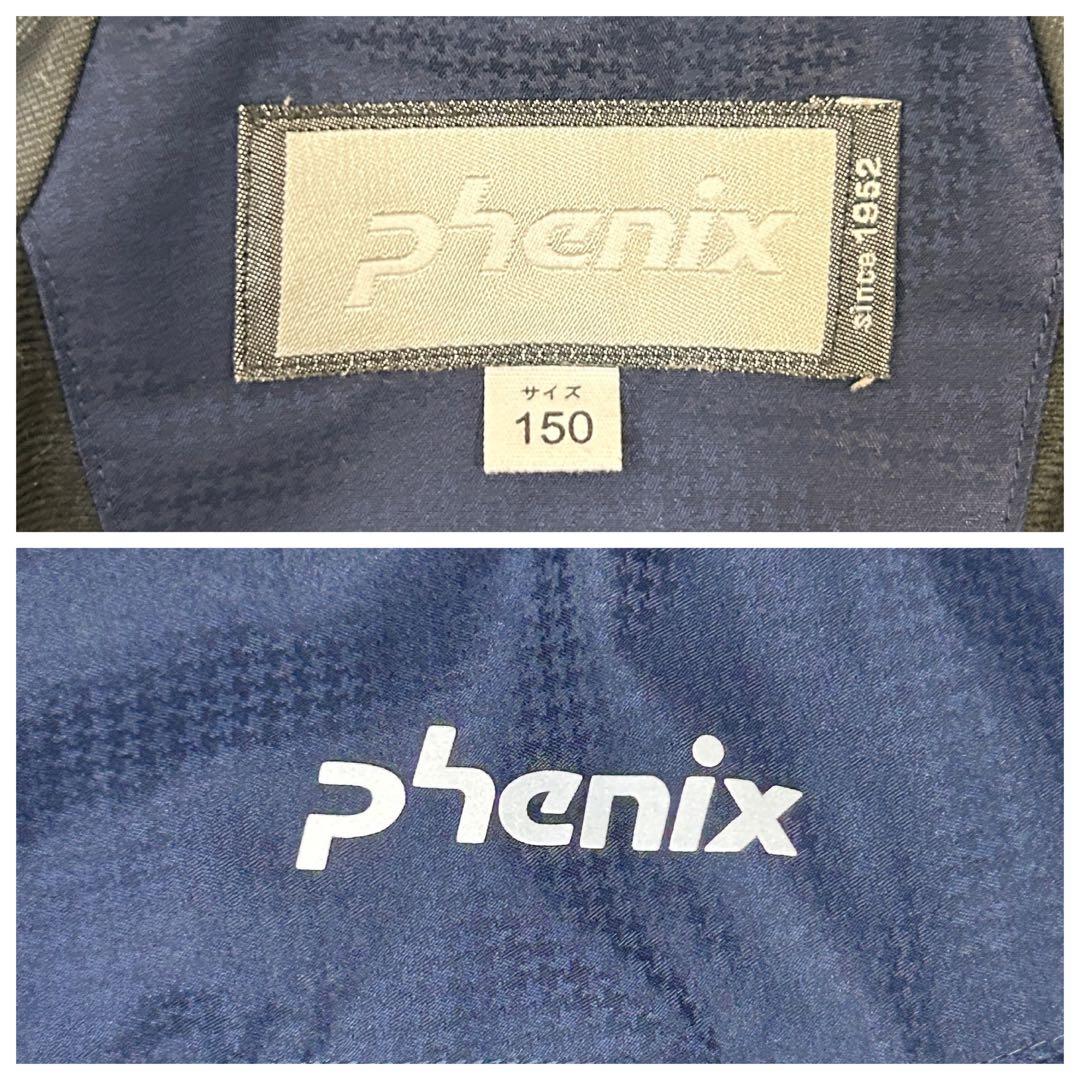 phenix
since 1952
サイズ
150
phenix